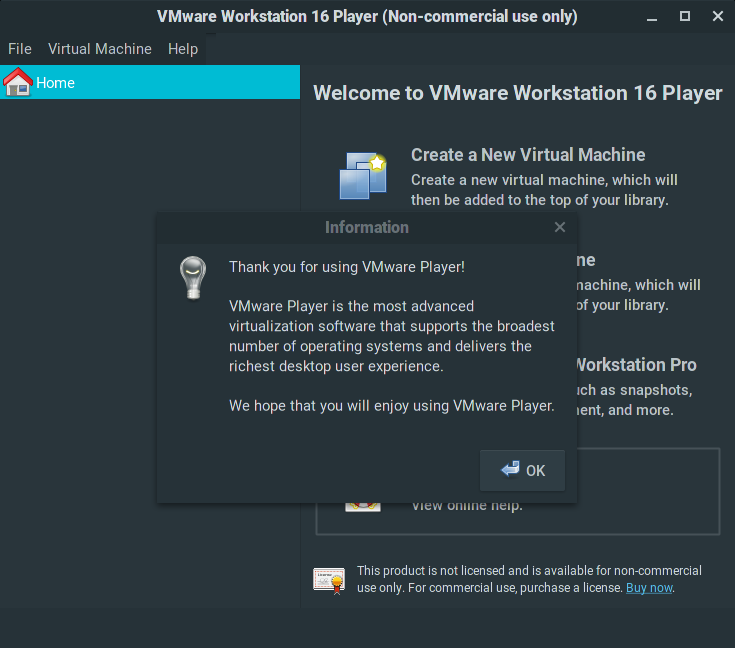 VMware Workstation 16 Player (Non-commercial use only)
File Virtual Machine Help
Home
Welcome to VMware Workstation 16 Player
Create a New Virtual Machine
Create a new virtual machine, which will
then be added to the top of your library.
Information
Thank you for using VMware Player!
VMware Player is the most advanced
virtualization software that supports the broadest
number of operating systems and delivers the
richest desktop user experience.
We hope that you will enjoy using VMware Player.
OK
which will
of your library.
Workstation Pro
as snapshots,
and more.
View online help.
This product is not licensed and is available for non-commercial
use only. For commercial use, purchase a license. Buy now.